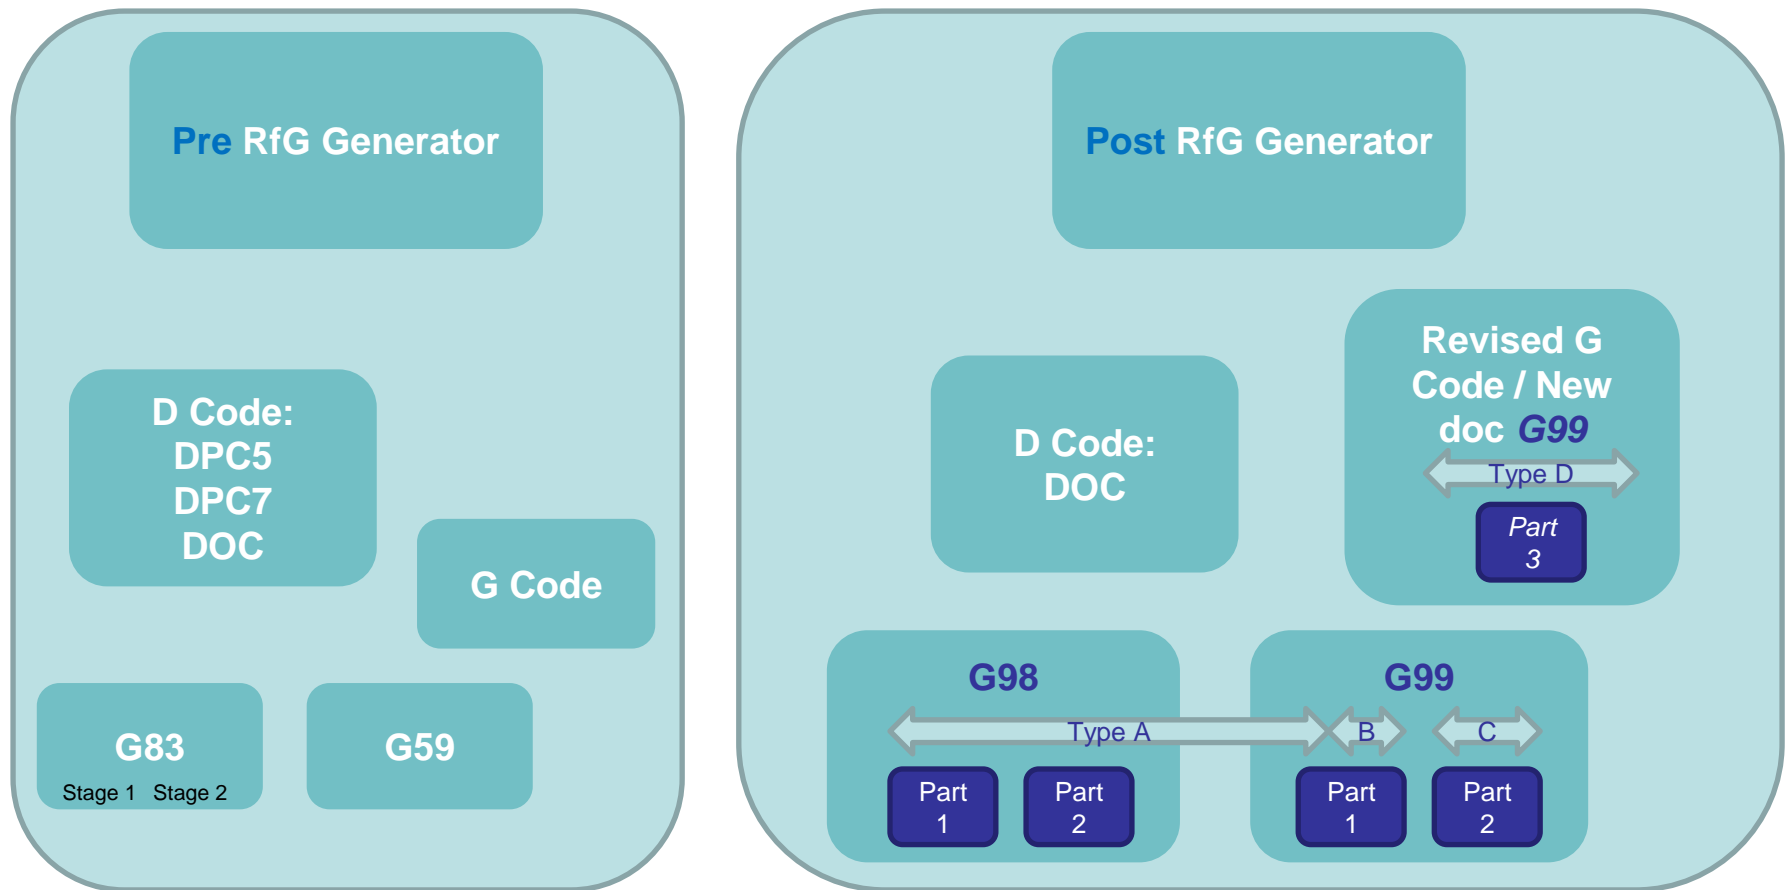 Pre RfG Generator
D Code:
DPC5
DPC7
DOC
G Code
G83
Stage 1 Stage 2
G59
Post RfG Generator
D Code:
DOC
Revised G
Code / New
doc G99
Type D
Part
3
G98
Type A
Part
1
Part
2
G99
B
C
Part
1
Part
2